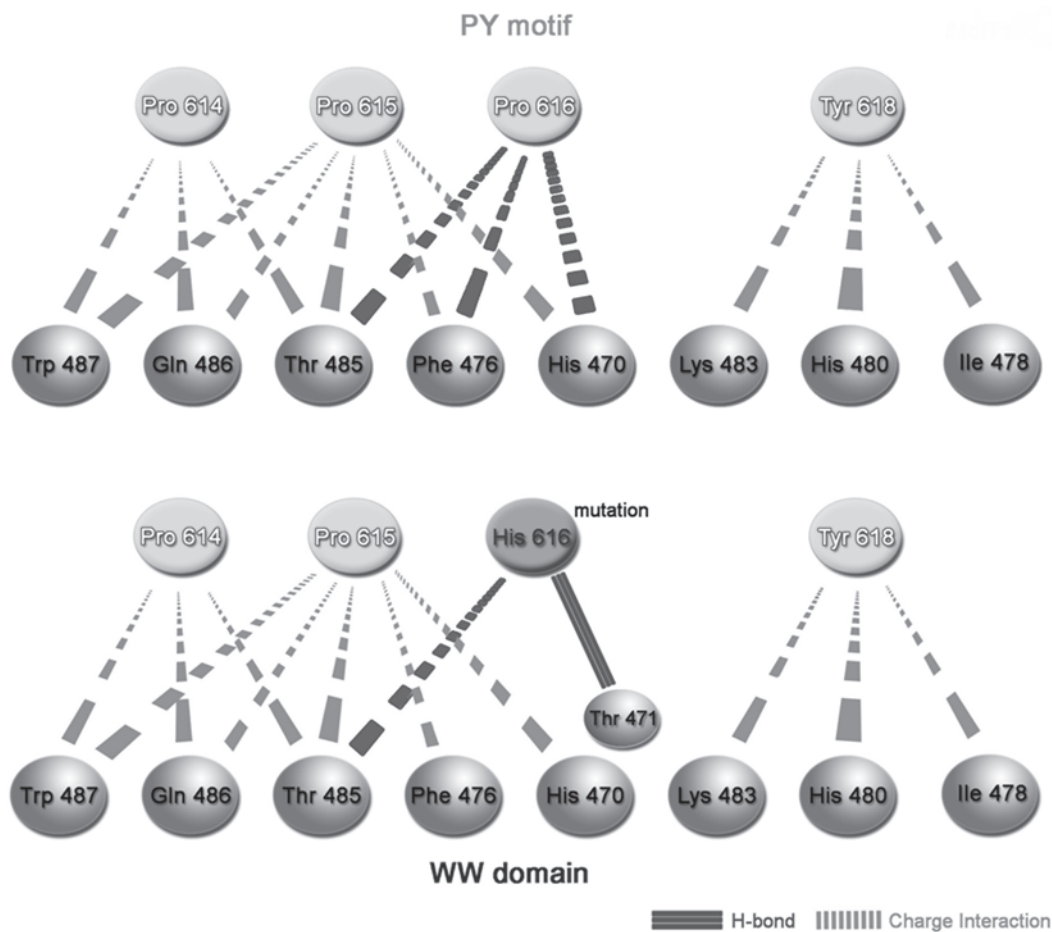 PY motif
Pro 614 Pro 615 Pro 616 Tyr 618
Trp 487 Gln 486 Thr 485 Phe 476 His 470 Lys 483 His 480 Ile 478
mutation
Pro 614 Pro 615 His 616 Tyr 618
Thr 471
Trp 487 Gln 486 Thr 485 Phe 476 His 470 Lys 483 His 480 Ile 478
WW domain
H-bond Charge Interaction